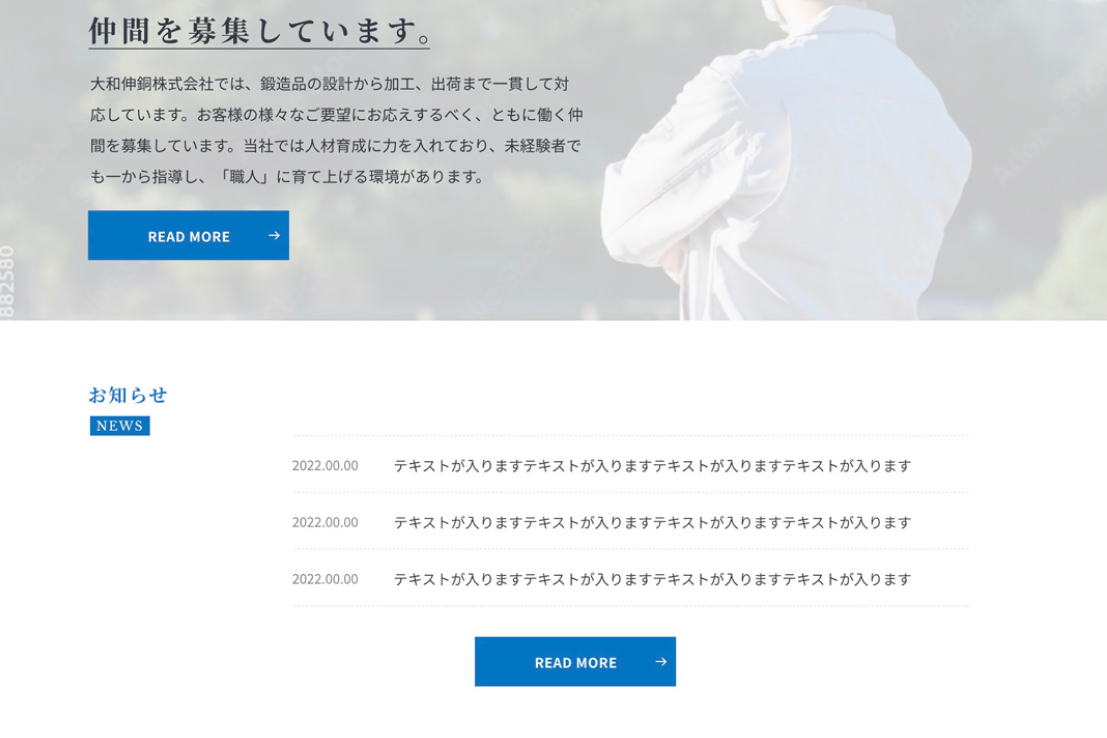 仲間を募集しています。
大和伸銅株式会社では、鍛造品の設計から加工、出荷まで一貫して対
応しています。お客様の様々なご要望にお応えするべく、ともに働く仲
間を募集しています。当社では人材育成に力を入れており、未経験者で
も一から指導し、「職人」に育て上げる環境があります。
READ MORE →
882580
お知らせ
NEWS
2022.00.00 テキストが入りますテキストが入りますテキストが入りますテキストが入ります
2022.00.00 テキストが入りますテキストが入りますテキストが入りますテキストが入ります
2022.00.00 テキストが入りますテキストが入りますテキストが入りますテキストが入ります
READ MORE →